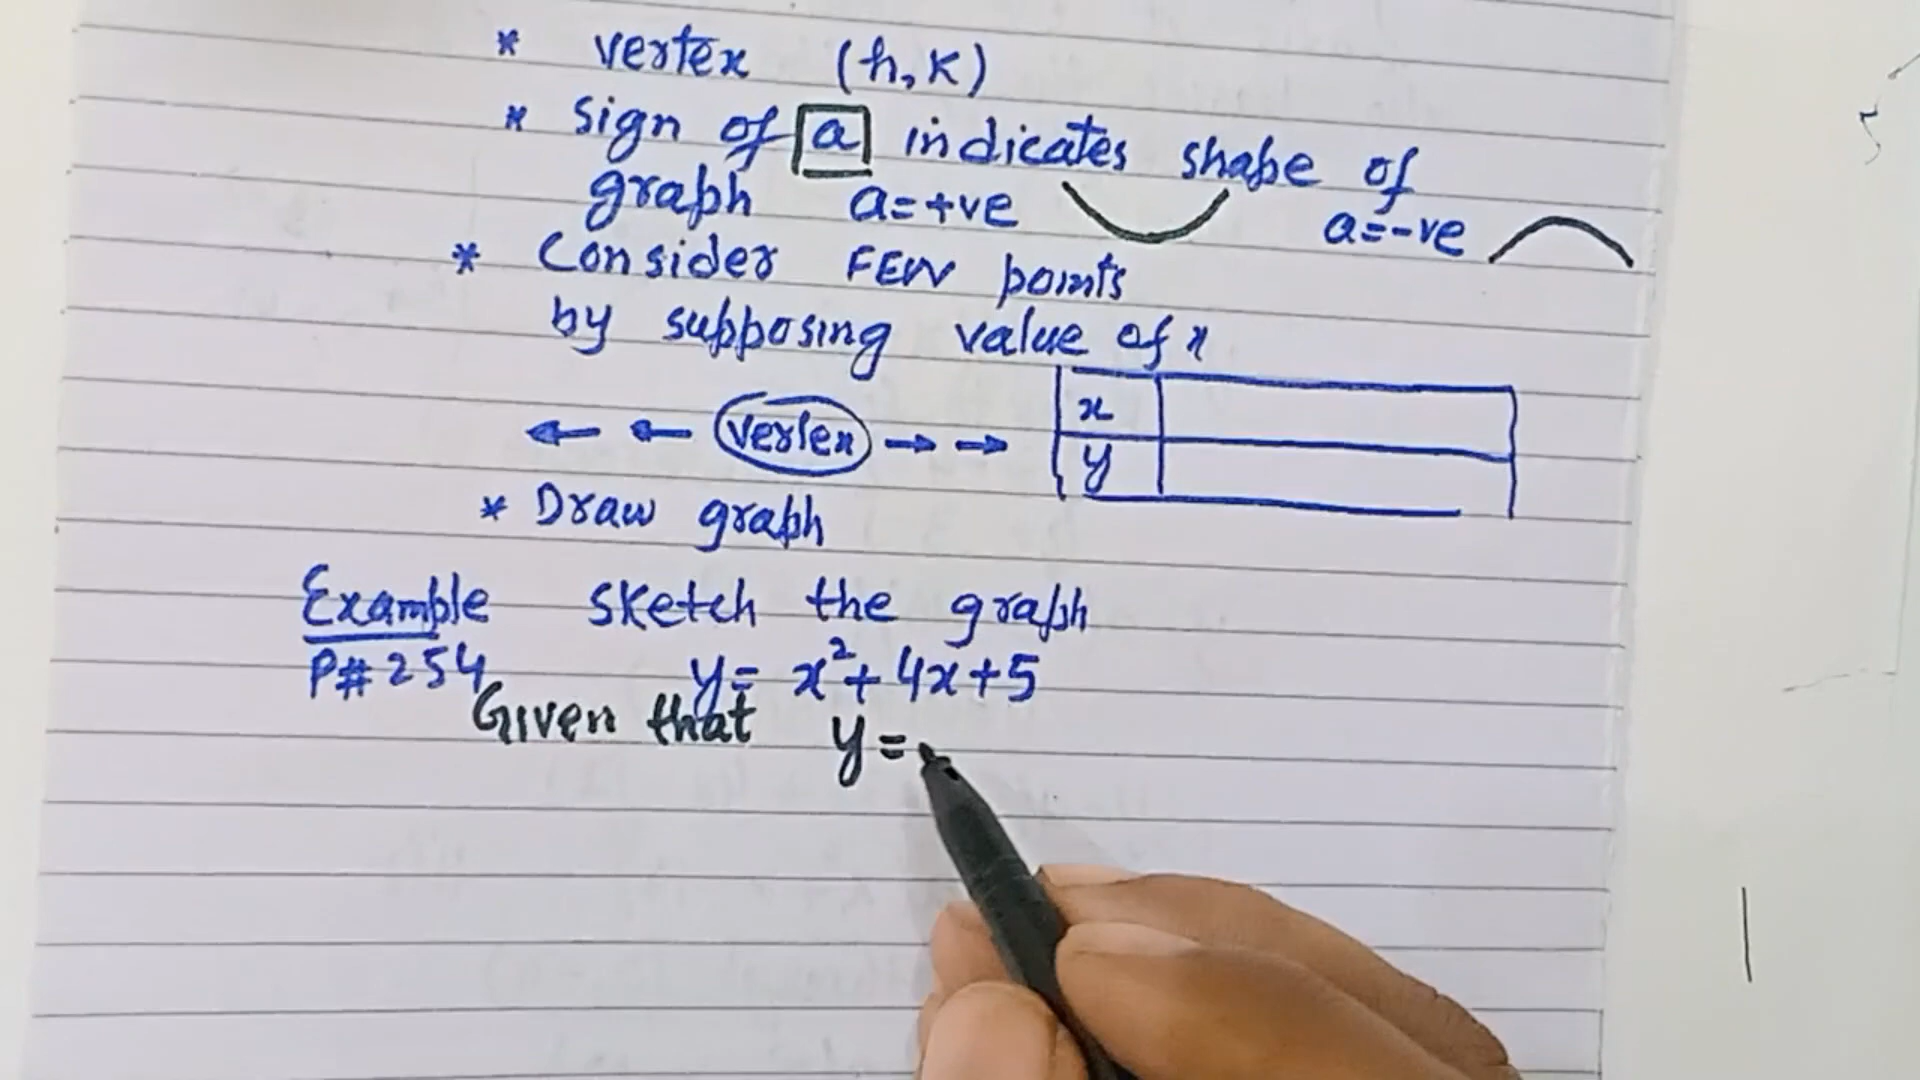 * vertex (h,K)
* sign of a indicates shape of
graph a=+ve a=-ve
* Consider FEW points
by supposing value of x
vertex x
y
* Draw graph
Example sketch the graph
P#254 y= x²+4x+5
Given that y=